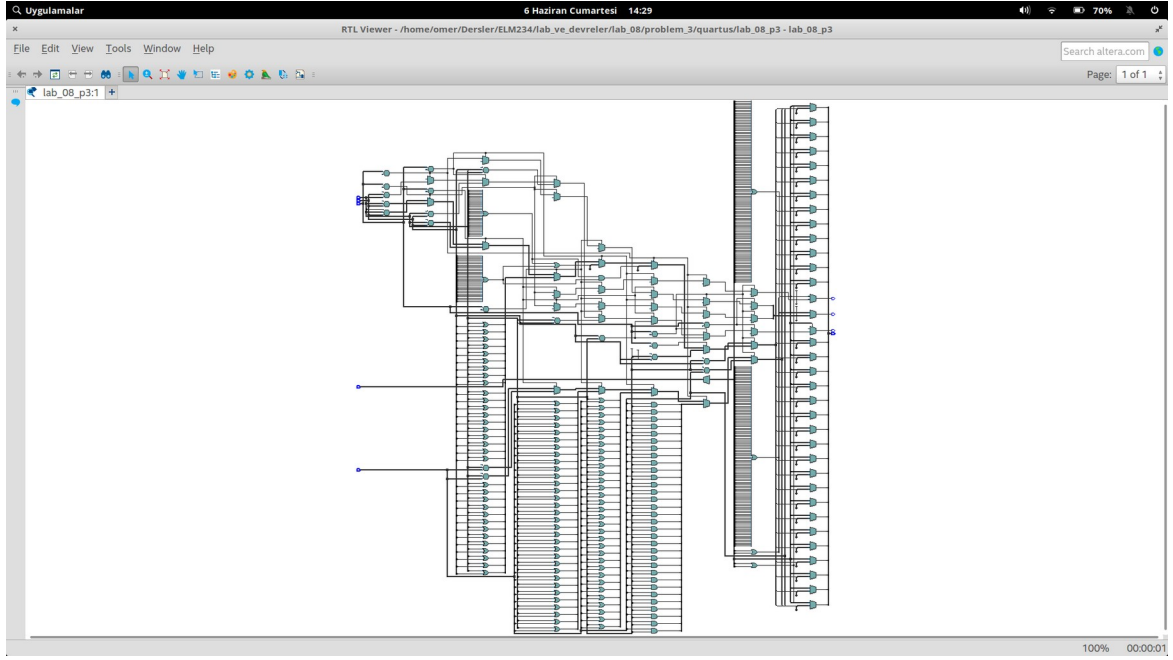 Uygulamalar 6 Haziran Cumartesi 14:29 70%
RTL Viewer - /home/omer/Dersler/ELM234/lab_ve_devreler/lab_08/problem_3/quartus/lab_08_p3 - lab_08_p3
File Edit View Tools Window Help
Search altera.com
Page: 1 of 1
lab_08_p3:1
100% 00:00:01